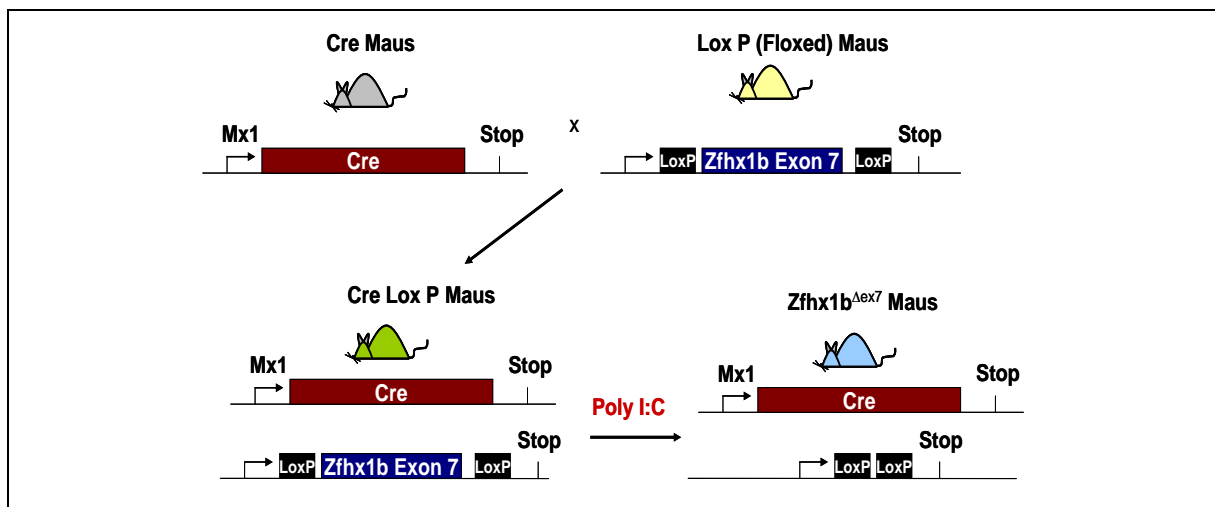 Cre Maus
Lox P (Floxed) Maus
Mx1
Stop
x
Stop
Cre
LoxP
Zfhx1b Exon 7
LoxP
Cre Lox P Maus
Zfhx1bΔex7 Maus
Mx1
Stop
Mx1
Stop
Cre
Poly I:C
Cre
Stop
Stop
LoxP
Zfhx1b Exon 7
LoxP
LoxP
LoxP